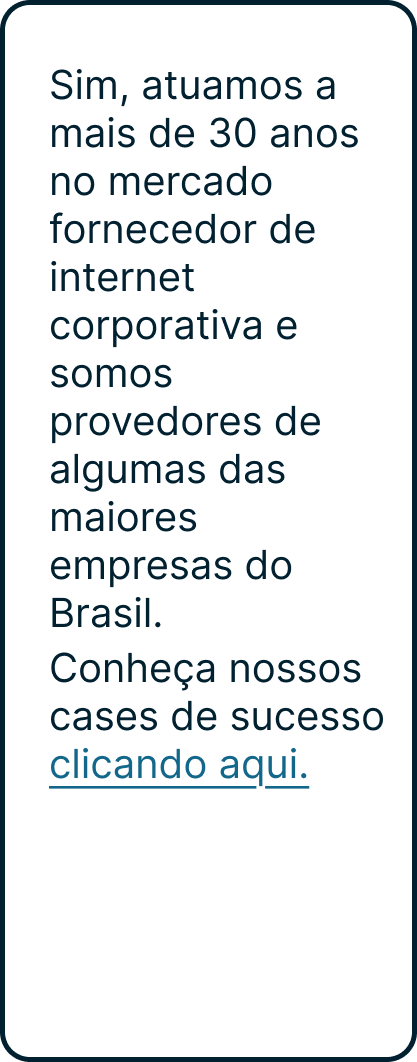 Sim, atuamos a
mais de 30 anos
no mercado
fornecedor de
internet
corporativa e
somos
provedores de
algumas das
maiores
empresas do
Brasil.
Conheça nossos
cases de sucesso
clicando aqui.